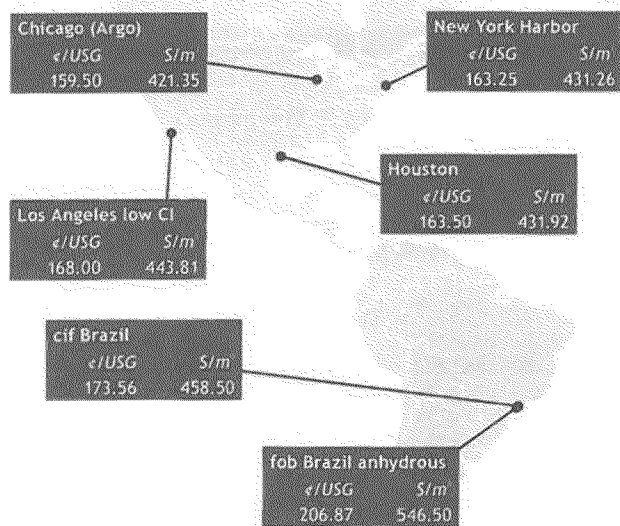 Chicago (Argo)
¢/USG S/m
159.50 421.35
New York Harbor
¢/USG S/m
163.25 431.26
Houston
¢/USG S/m
163.50 431.92
Los Angeles low CI
¢/USG S/m
168.00 443.81
cif Brazil
¢/USG S/m
173.56 458.50
fob Brazil anhydrous
¢/USG S/m
206.87 546.50